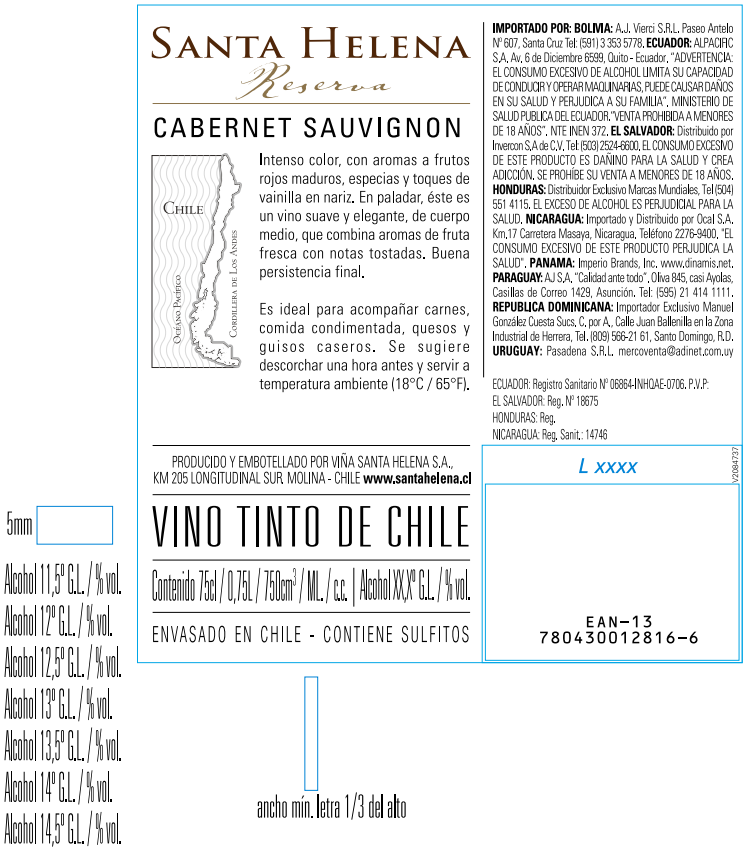 SANTA HELENA
Reserva
CABERNET SAUVIGNON
CHILE
OCÉANO PACÍFICO
CORDILLERA DE LOS ANDES
Intenso color, con aromas a frutos
rojos maduros, especias y toques de
vainilla en nariz. En paladar, éste es
un vino suave y elegante, de cuerpo
medio, que combina aromas de fruta
fresca con notas tostadas. Buena
persistencia final.
Es ideal para acompañar carnes,
comida condimentada, quesos y
guisos caseros. Se sugiere
descorchar una hora antes y servir a
temperatura ambiente (18°C / 65°F).
PRODUCIDO Y EMBOTELLADO POR VIÑA SANTA HELENA S.A.,
KM 205 LONGITUDINAL SUR, MOLINA - CHILE www.santahelena.cl
VINO TINTO DE CHILE
Contenido 75cl / 0,75L / 750cm³ / ML. / c.c. | Alcohol XX,Xº G.L. / % vol.
ENVASADO EN CHILE - CONTIENE SULFITOS
IMPORTADO POR: BOLMIA: A.J. Vierci S.R.L. Paseo Antelo
Nº 607, Santa Cruz Tel: (591) 3 353 5778. ECUADOR: ALPACIFIC
S.A. Av. 6 de Diciembre 6599, Quito - Ecuador. "ADVERTENCIA:
EL CONSUMO EXCESIVO DE ALCOHOL LIMITA SU CAPACIDAD
DE CONDUCIR Y OPERAR MAQUINARIAS, PUEDE CAUSAR DAÑOS
EN SU SALUD Y PERJUDICA A SU FAMILIA", MINISTERIO DE
SALUD PUBLICA DEL ECUADOR."VENTA PROHIBIDA A MENORES
DE 18 AÑOS". NTE INEN 372. EL SALVADOR: Distribuido por
Invercon S,A de C,V, Tel: (503) 2524-6600, EL CONSUMO EXCESIVO
DE ESTE PRODUCTO ES DAÑINO PARA LA SALUD Y CREA
ADICCIÓN. SE PROHÍBE SU VENTA A MENORES DE 18 AÑOS.
HONDURAS: Distribuidor Exclusivo Marcas Mundiales, Tel (504)
551 4115. EL EXCESO DE ALCOHOL ES PERJUDICIAL PARA LA
SALUD. NICARAGUA: Importado y Distribuido por Ocal S.A.
Km.17 Carretera Masaya, Nicaragua, Teléfono 2276-9400, "EL
CONSUMO EXCESIVO DE ESTE PRODUCTO PERJUDICA LA
SALUD". PANAMA: Imperio Brands, Inc. www.dinamis.net.
PARAGUAY: AJ S,A, "Calidad ante todo", Oliva 845, casi Ayolas,
Casillas de Correo 1429, Asunción. Tel: (595) 21 414 1111.
REPUBLICA DOMINICANA: Importador Exclusivo Manuel
González Cuesta Sucs, C, por A., Calle Juan Ballenilla en la Zona
Industrial de Herrera, Tel. (809) 566-21 61, Santo Domingo, R.D.
URUGUAY: Pasadena S.R.L. mercoventa@adinet.com.uy
ECUADOR: Registro Sanitario Nº 06864-INHQAE-0706. P.V.P:
EL SALVADOR: Reg. Nº 18675
HONDURAS: Reg.
NICARAGUA: Reg. Sanit.: 14746
L xxxx
V2084737
EAN-13
780430012816-6
5mm
Alcohol 11,5º G.L. / % vol.
Alcohol 12º G.L. / % vol.
Alcohol 12,5º G.L. / % vol.
Alcohol 13º G.L. / % vol.
Alcohol 13,5º G.L. / % vol.
Alcohol 14º G.L. / % vol.
Alcohol 14,5º G.L. / % vol.
ancho mín. letra 1/3 del alto